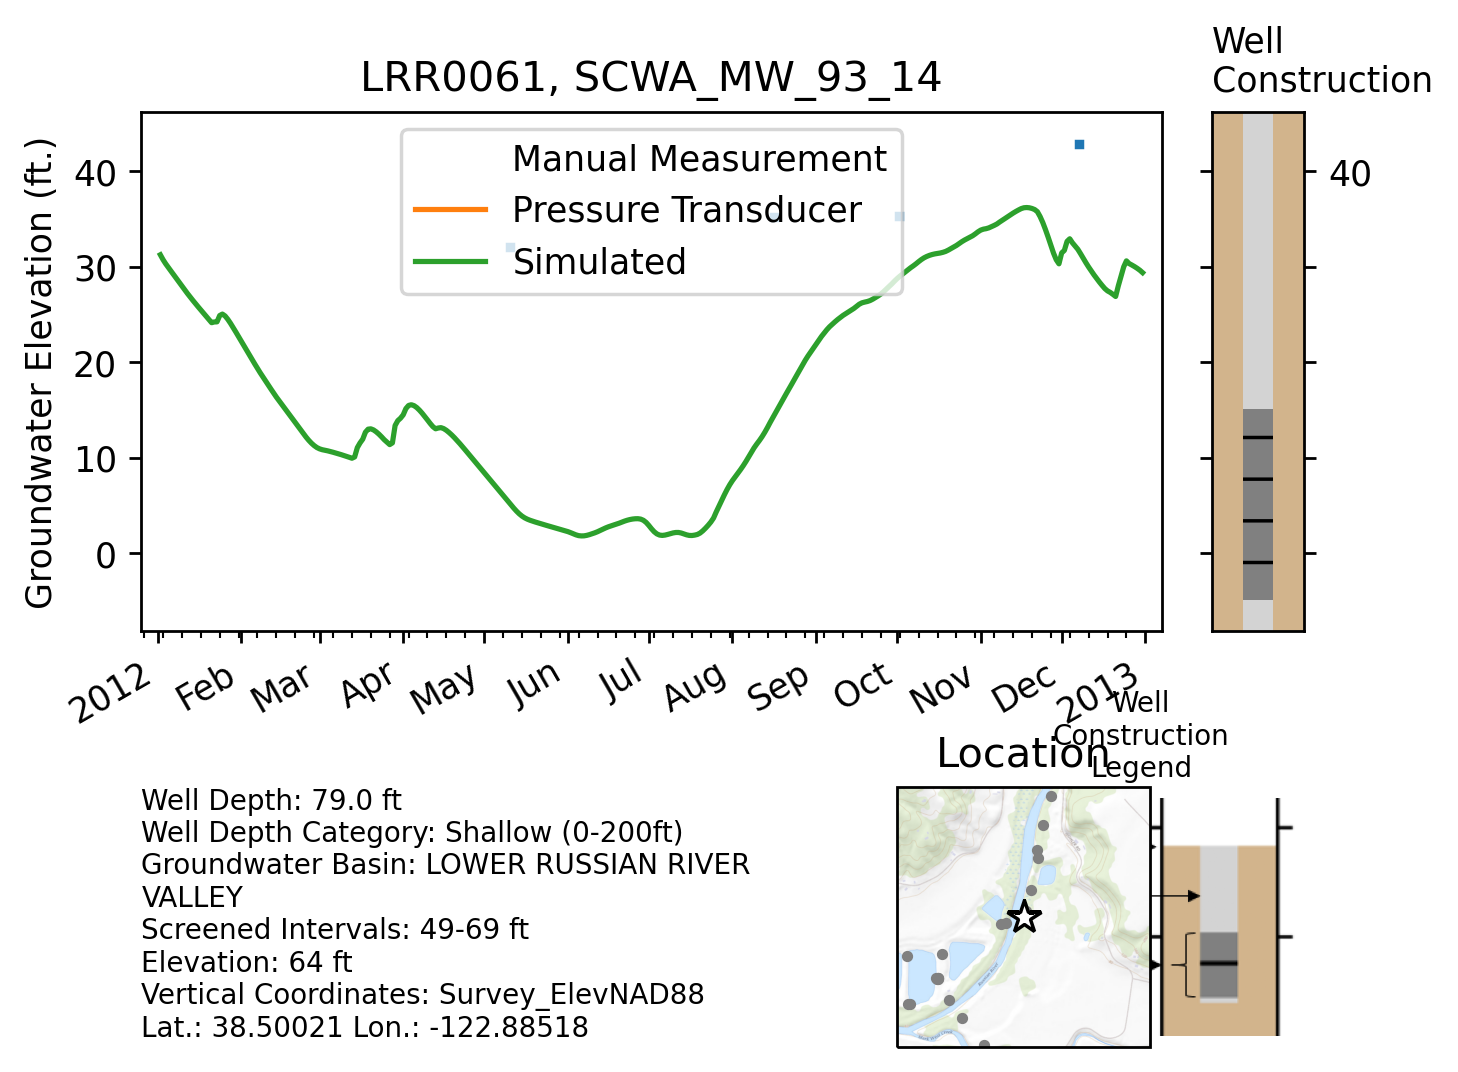 Well
Construction
LRR0061, SCWA_MW_93_14
Groundwater Elevation (ft.)
40
30
20
10
0
Manual Measurement
Pressure Transducer
Simulated
40
2012
Feb
Mar
Apr
May
Jun
Jul
Aug
Sep
Oct
Nov
Dec
2013
Well
Construction
Legend
Location
Well Depth: 79.0 ft
Well Depth Category: Shallow (0-200ft)
Groundwater Basin: LOWER RUSSIAN RIVER
VALLEY
Screened Intervals: 49-69 ft
Elevation: 64 ft
Vertical Coordinates: Survey_ElevNAD88
Lat.: 38.50021 Lon.: -122.88518